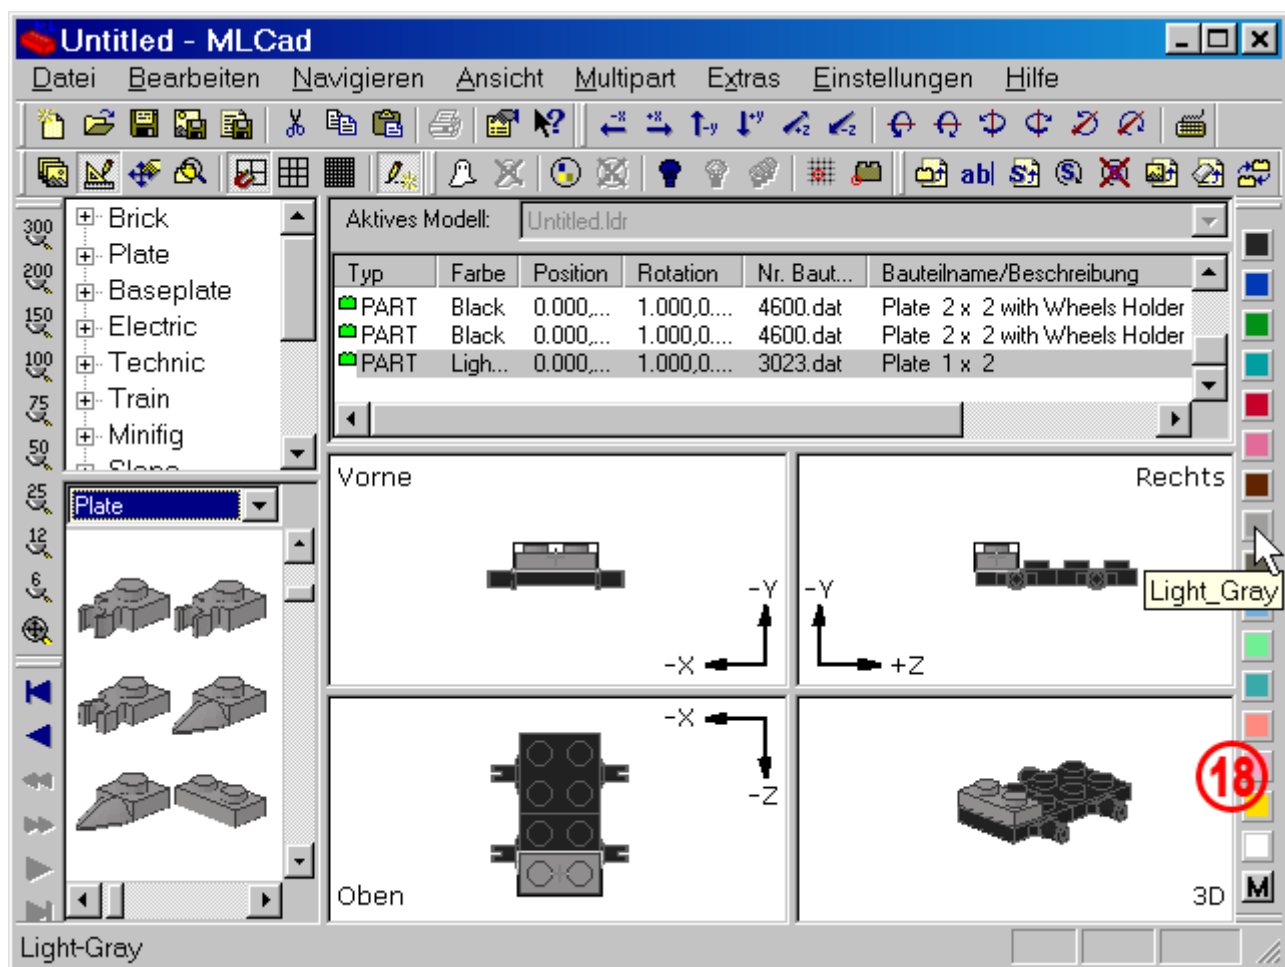 Untitled - MLCad
Datei Bearbeiten Navigieren Ansicht Multipart Extras Einstellungen Hilfe
-x +x -y +y +z -z
ab
300
200
150
100
75
50
25
12
6
Brick
Plate
Baseplate
Electric
Technic
Train
Minifig
Slope
Plate
Aktives Modell: Untitled.ldr
Typ Farbe Position Rotation Nr. Baut... Bauteilname/Beschreibung
PART Black 0.000,... 1.000,0.... 4600.dat Plate 2 x 2 with Wheels Holder
PART Black 0.000,... 1.000,0.... 4600.dat Plate 2 x 2 with Wheels Holder
PART Ligh... 0.000,... 1.000,0.... 3023.dat Plate 1 x 2
Vorne
-Y
-X
Rechts
-Y
+Z
Light_Gray
Oben
-X
-Z
3D
18
M
Light-Gray